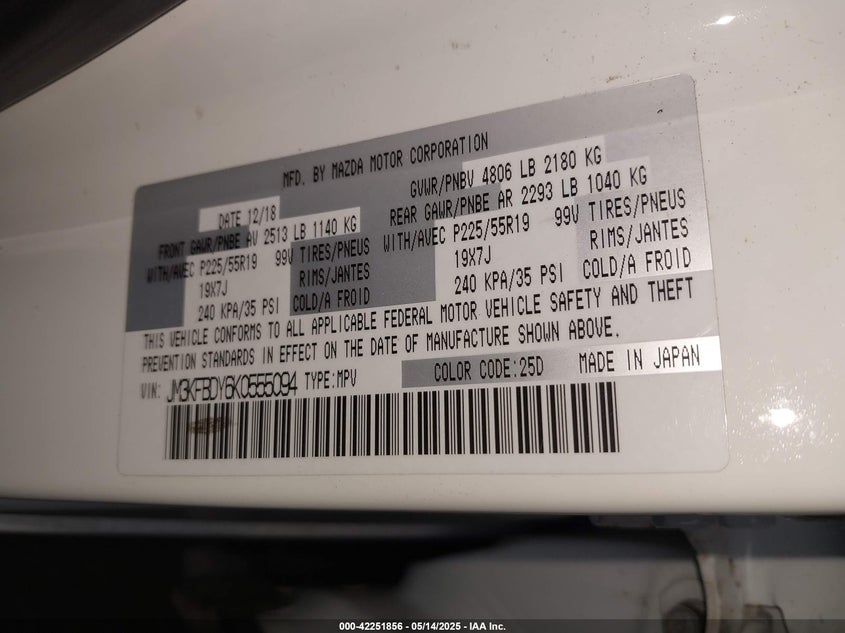 MFD. BY MAZDA MOTOR CORPORATION
DATE 12/18
GVWR/PNBV 4806 LB 2180 KG
FRONT GAWR/PNBE AV 2513 LB 1140 KG
REAR GAWR/PNBE AR 2293 LB 1040 KG
WITH/AVEC P225/55R19 99V TIRES/PNEUS
WITH/AVEC P225/55R19 99V TIRES/PNEUS
19X7J RIMS/JANTES
19X7J RIMS/JANTES
240 KPA/35 PSI COLD/A FROID
240 KPA/35 PSI COLD/A FROID
THIS VEHICLE CONFORMS TO ALL APPLICABLE FEDERAL MOTOR VEHICLE SAFETY AND THEFT
PREVENTION STANDARDS IN EFFECT ON THE DATE OF MANUFACTURE SHOWN ABOVE.
COLOR CODE:25D MADE IN JAPAN
VIN: JM3KFBDY6K0555094 TYPE:MPV
000-42251856 - 05/14/2025 - IAA Inc.